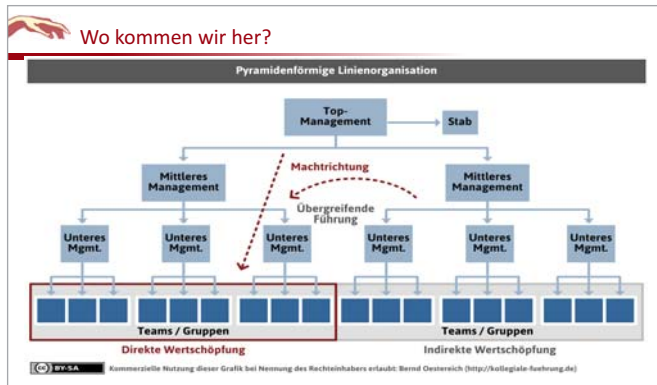 Wo kommen wir her?
Pyramidenförmige Linienorganisation
Top-
Management
Stab
Machtrichtung
Mittleres
Management
Mittleres
Management
Übergreifende
Führung
Unteres
Mgmt.
Unteres
Mgmt.
Unteres
Mgmt.
Unteres
Mgmt.
Unteres
Mgmt.
Unteres
Mgmt.
Teams / Gruppen
Teams / Gruppen
Direkte Wertschöpfung
Indirekte Wertschöpfung
cc BY-SA Kommerzielle Nutzung dieser Grafik bei Nennung des Rechteinhabers erlaubt: Bernd Oestereich (http://kollegiale-fuehrung.de)